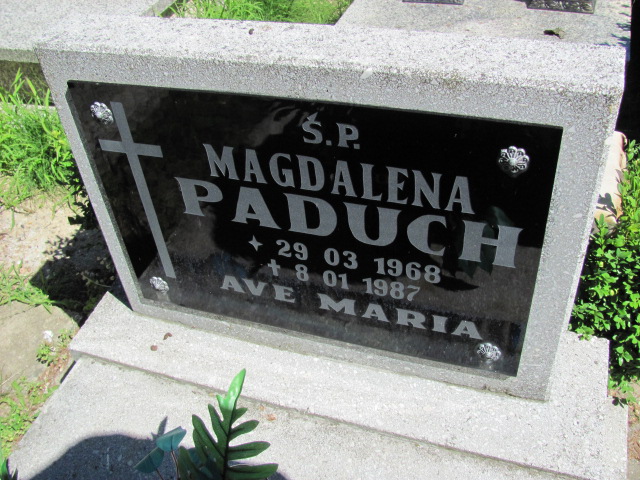 Ś.P.
MAGDALENA
PADUCH
29 03 1968
8 01 1987
AVE MARIA